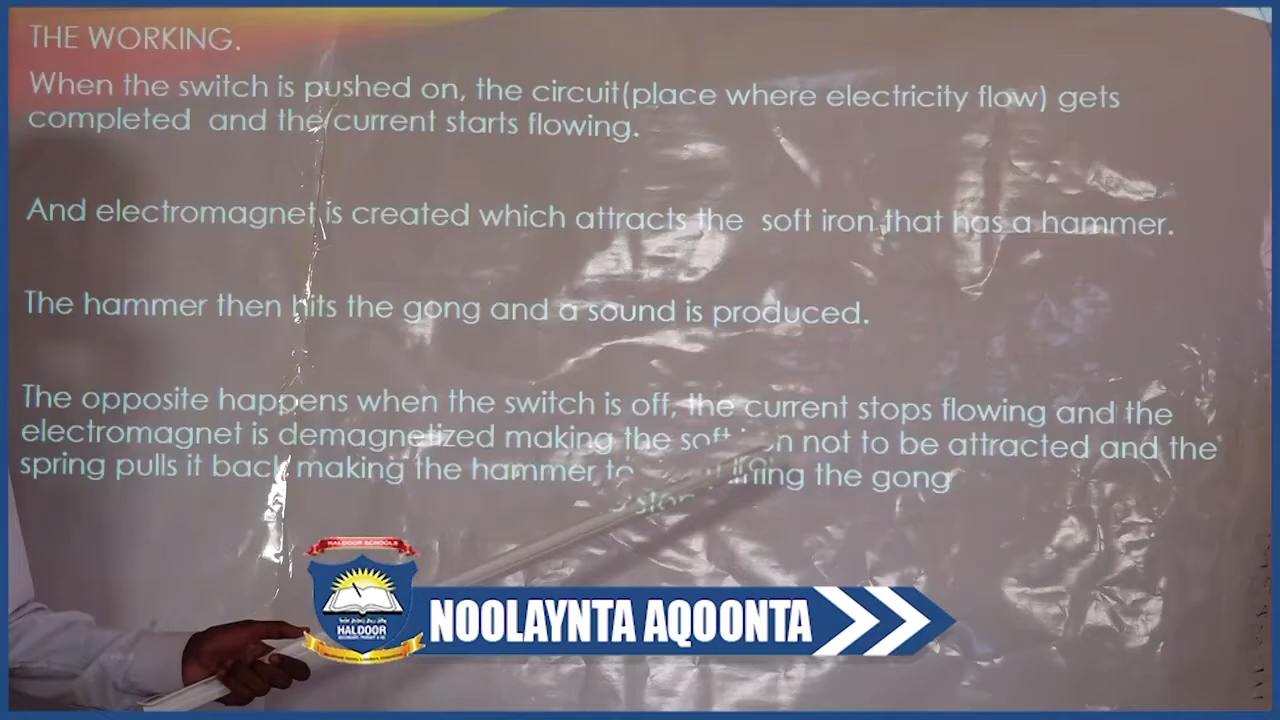 THE WORKING.
When the switch is pushed on, the circuit(place where electricity flow) gets
completed and the current starts flowing.
And electromagnet is created which attracts the soft iron that has a hammer.
The hammer then hits the gong and a sound is produced.
The opposite happens when the switch is off, the current stops flowing and the
electromagnet is demagnetized making the soft not to be attracted and the
spring pulls it back making the hammer to the gong
HALDOOR SCHOOLS
HALDOOR
NOOLAYNTA AQOONTA